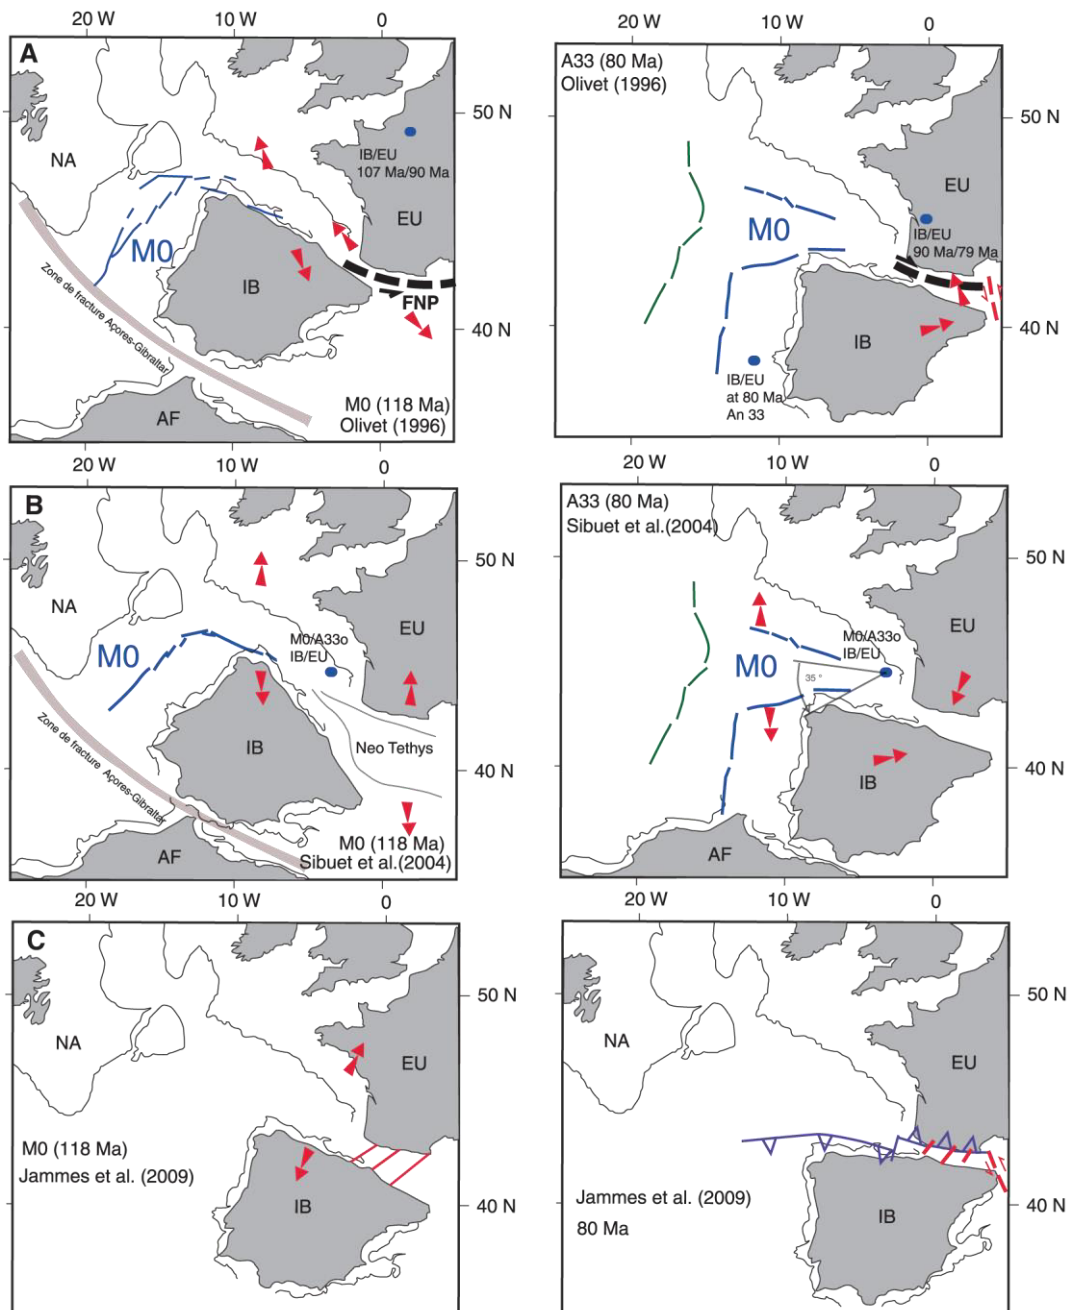 20 W 10 W 0
A
50 N
NA
IB/EU
107 Ma/90 Ma
EU
M0
IB
FNP
40 N
Zone de fracture Açores-Gibraltar
AF
M0 (118 Ma)
Olivet (1996)
20 W 10 W 0
A33 (80 Ma)
Olivet (1996)
50 N
EU
M0
IB/EU
90 Ma/79 Ma
IB
40 N
IB/EU
at 80 Ma
An 33
20 W 10 W 0
20 W 10 W 0
B
50 N
NA
EU
M0/A33o
IB/EU
M0
IB
Neo Tethys
40 N
Zone de fracture Açores-Gibraltar
AF
M0 (118 Ma)
Sibuet et al.(2004)
A33 (80 Ma)
Sibuet et al.(2004)
50 N
EU
M0/A33o
IB/EU
M0
35 °
IB
40 N
AF
20 W 10 W 0
20 W 10 W 0
C
50 N
NA
EU
M0 (118 Ma)
Jammes et al. (2009)
IB
40 N
20 W 10 W 0
50 N
NA
EU
Jammes et al. (2009)
80 Ma
IB
40 N